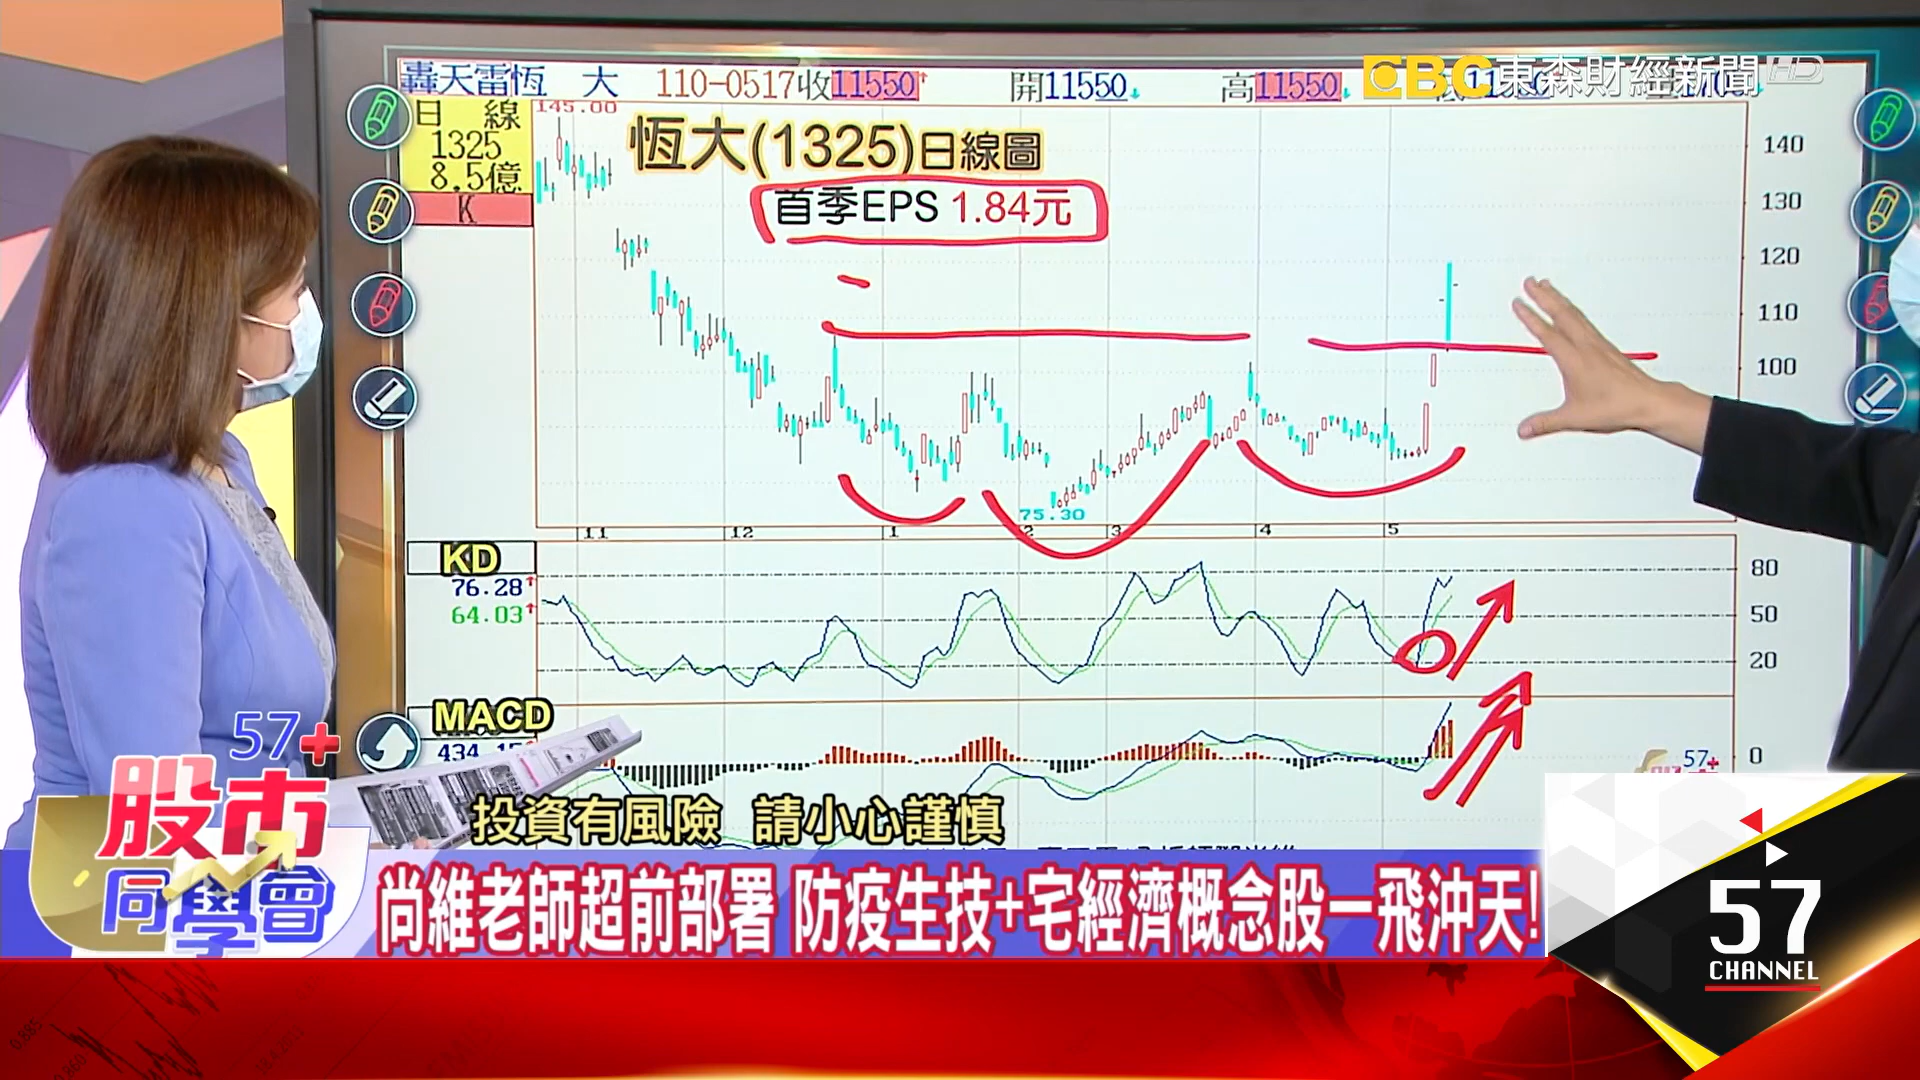 轟天雷恆 大 110-0517收11550 開11550 高11550
EBC東森財經新聞HD
日 線
1325
8.5億
K
145.00
恆大(1325)日線圖
首季EPS 1.84元
140
130
120
110
100
75.30
11 12 1 2 3 4 5
KD
76.28
64.03
80
50
20
MACD
0
57+
57+
股市
同學會
投資有風險 請小心謹慎
尚維老師超前部署 防疫生技+宅經濟概念股一飛沖天!
57
CHANNEL